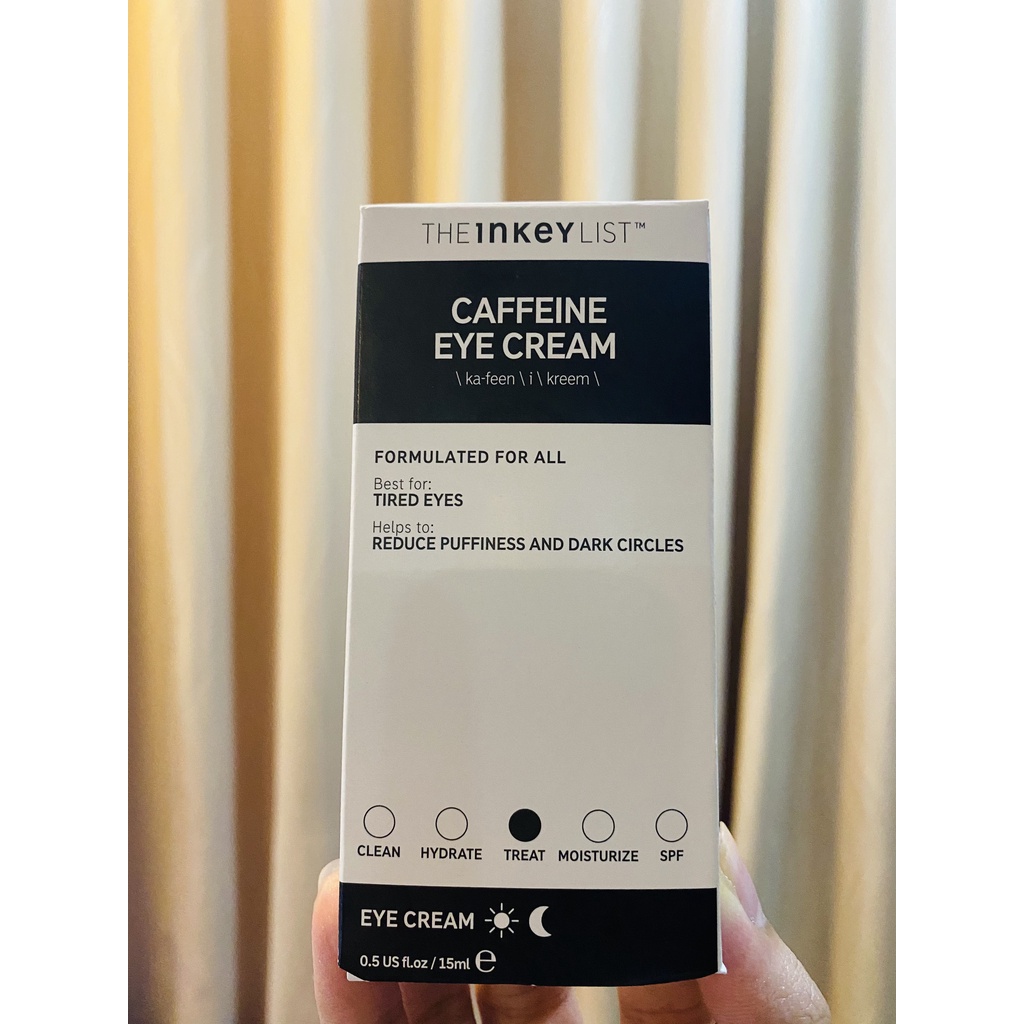 THE INKEY LIST™
CAFFEINE
EYE CREAM
\ ka-feen \ i \ kreem \
FORMULATED FOR ALL
Best for:
TIRED EYES
Helps to:
REDUCE PUFFINESS AND DARK CIRCLES
CLEAN HYDRATE TREAT MOISTURIZE SPF
EYE CREAM
0.5 US fl.oz / 15ml ℮